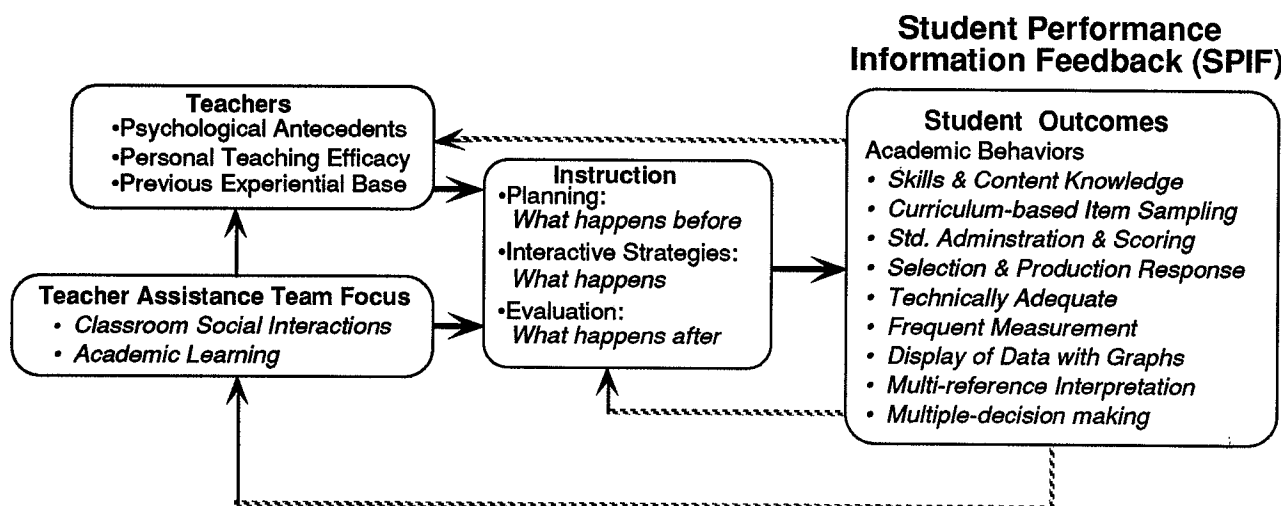 Student Performance
Information Feedback (SPIF)
Teachers
•Psychological Antecedents
•Personal Teaching Efficacy
•Previous Experiential Base
Teacher Assistance Team Focus
• Classroom Social Interactions
• Academic Learning
Instruction
•Planning:
What happens before
•Interactive Strategies:
What happens
•Evaluation:
What happens after
Student Outcomes
Academic Behaviors
• Skills & Content Knowledge
• Curriculum-based Item Sampling
• Std. Adminstration & Scoring
• Selection & Production Response
• Technically Adequate
• Frequent Measurement
• Display of Data with Graphs
• Multi-reference Interpretation
• Multiple-decision making